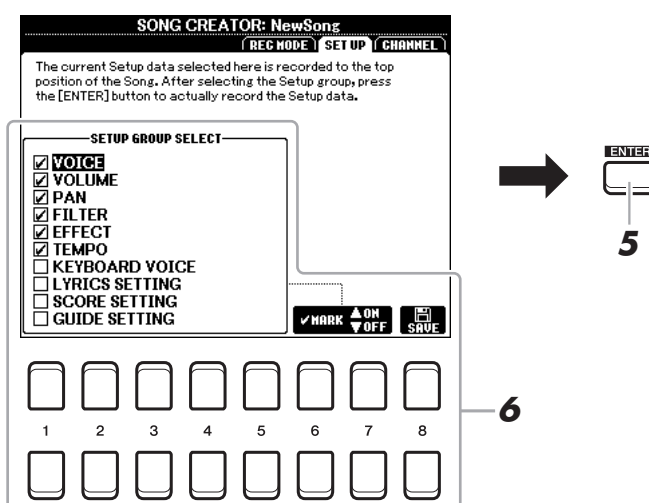 SONG CREATOR: NewSong
REC MODE SET UP CHANNEL
The current Setup data selected here is recorded to the top
position of the Song. After selecting the Setup group, press
the [ENTER] button to actually record the Setup data.
SETUP GROUP SELECT
VOICE
VOLUME
PAN
FILTER
EFFECT
TEMPO
KEYBOARD VOICE
LYRICS SETTING
SCORE SETTING
GUIDE SETTING
MARK ▲ON
▼OFF
SAVE
ENTER
5
6
1 2 3 4 5 6 7 8